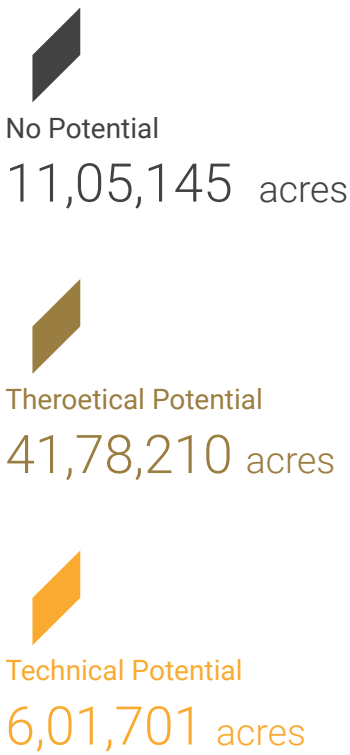 No Potential
11,05,145 acres
Theroetical Potential
41,78,210 acres
Technical Potential
6,01,701 acres